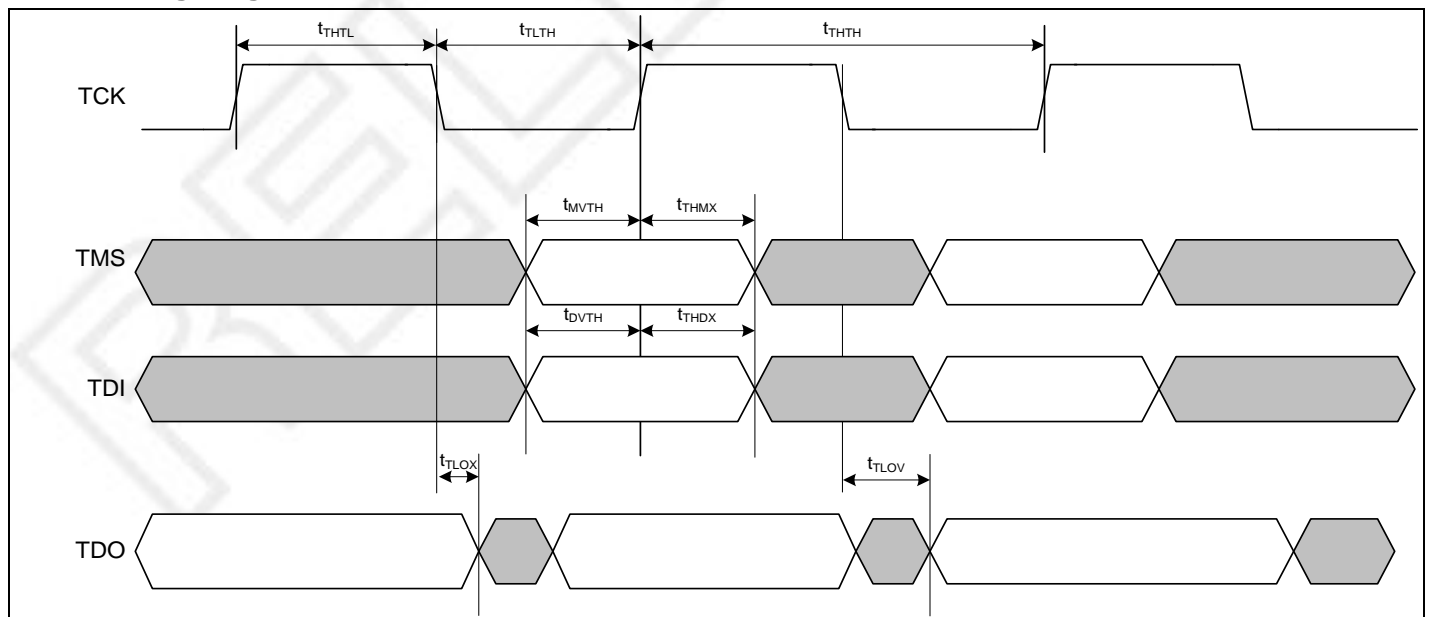 tTHTL tTLTH tTHTH
TCK
tMVTH tTHMX
TMS
tDVTH tTHDX
TDI
tTLOX tTLOV
TDO